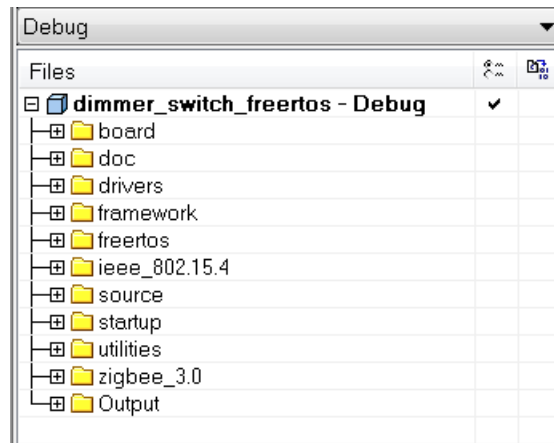 Debug
Files
dimmer_switch_freertos - Debug
board
doc
drivers
framework
freertos
ieee_802.15.4
source
startup
utilities
zigbee_3.0
Output